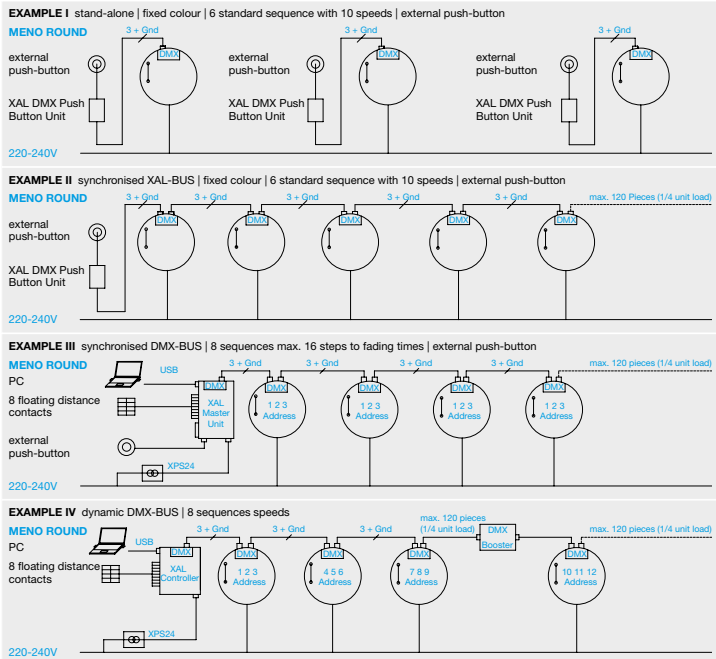 EXAMPLE I stand-alone | fixed colour | 6 standard sequence with 10 speeds | external push-button
MENO ROUND
3 + Gnd
3 + Gnd
3 + Gnd
DMX
DMX
DMX
external
push-button
external
push-button
external
push-button
XAL DMX Push
Button Unit
XAL DMX Push
Button Unit
XAL DMX Push
Button Unit
220-240V
EXAMPLE II synchronised XAL-BUS | fixed colour | 6 standard sequence with 10 speeds | external push-button
MENO ROUND
3 + Gnd
3 + Gnd
3 + Gnd
3 + Gnd
3 + Gnd
max. 120 Pieces (1/4 unit load)
DMX
DMX
DMX
DMX
DMX
external
push-button
XAL DMX Push
Button Unit
220-240V
EXAMPLE III synchronised DMX-BUS | 8 sequences max. 16 steps to fading times | external push-button
MENO ROUND
PC
USB
3 + Gnd
3 + Gnd
3 + Gnd
3 + Gnd
max. 120 pieces (1/4 unit load)
DMX
DMX
DMX
DMX
DMX
8 floating distance
contacts
XAL
Master
Unit
1 2 3
Address
1 2 3
Address
1 2 3
Address
1 2 3
Address
external
push-button
XPS24
220-240V
EXAMPLE IV dynamic DMX-BUS | 8 sequences speeds
MENO ROUND
PC
USB
3 + Gnd
3 + Gnd
3 + Gnd
max. 120 pieces
(1/4 unit load)
DMX
Booster
max. 120 pieces (1/4 unit load)
DMX
DMX
DMX
DMX
DMX
8 floating distance
contacts
XAL
Controller
1 2 3
Address
4 5 6
Address
7 8 9
Address
10 11 12
Address
XPS24
220-240V